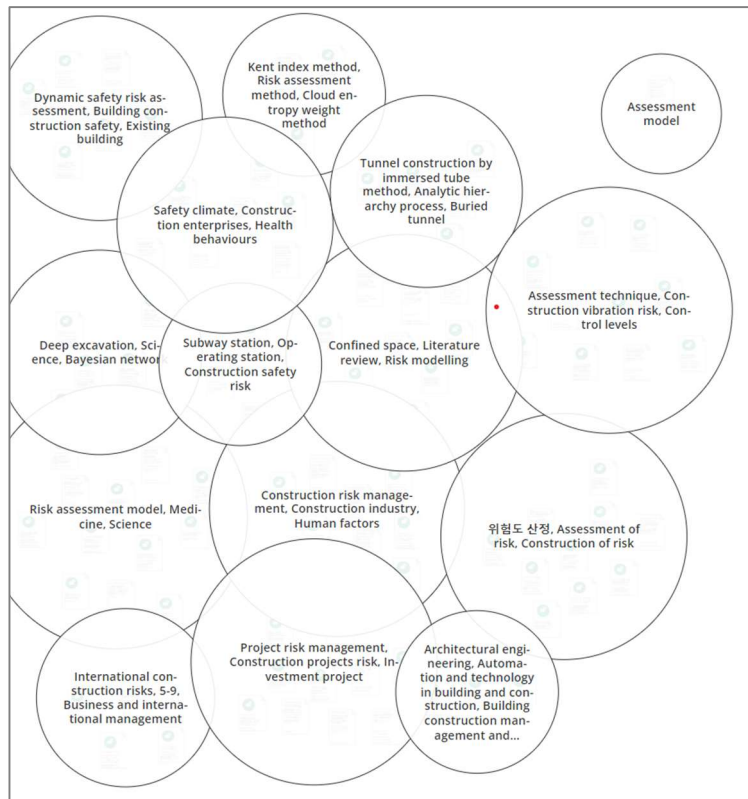 Dynamic safety risk as-
sessment, Building con-
struction safety, Existing
building
Kent index method,
Risk assessment
method, Cloud en-
tropy weight
method
Assessment
model
Tunnel construction by
immersed tube
method, Analytic hier-
archy process, Buried
tunnel
Safety climate, Construc-
tion enterprises, Health
behaviours
Assessment technique, Con-
struction vibration risk, Con-
trol levels
Deep excavation, Sci-
ence, Bayesian network
Subway station, Op-
erating station,
Construction safety
risk
Confined space, Literature
review, Risk modelling
Risk assessment model, Medi-
cine, Science
Construction risk manage-
ment, Construction industry,
Human factors
위험도 산정, Assessment of
risk, Construction of risk
International con-
struction risks, 5-9,
Business and interna-
tional management
Project risk management,
Construction projects risk, In-
vestment project
Architectural engi-
neering, Automation
and technology
in building and con-
struction, Building
construction man-
agement and...